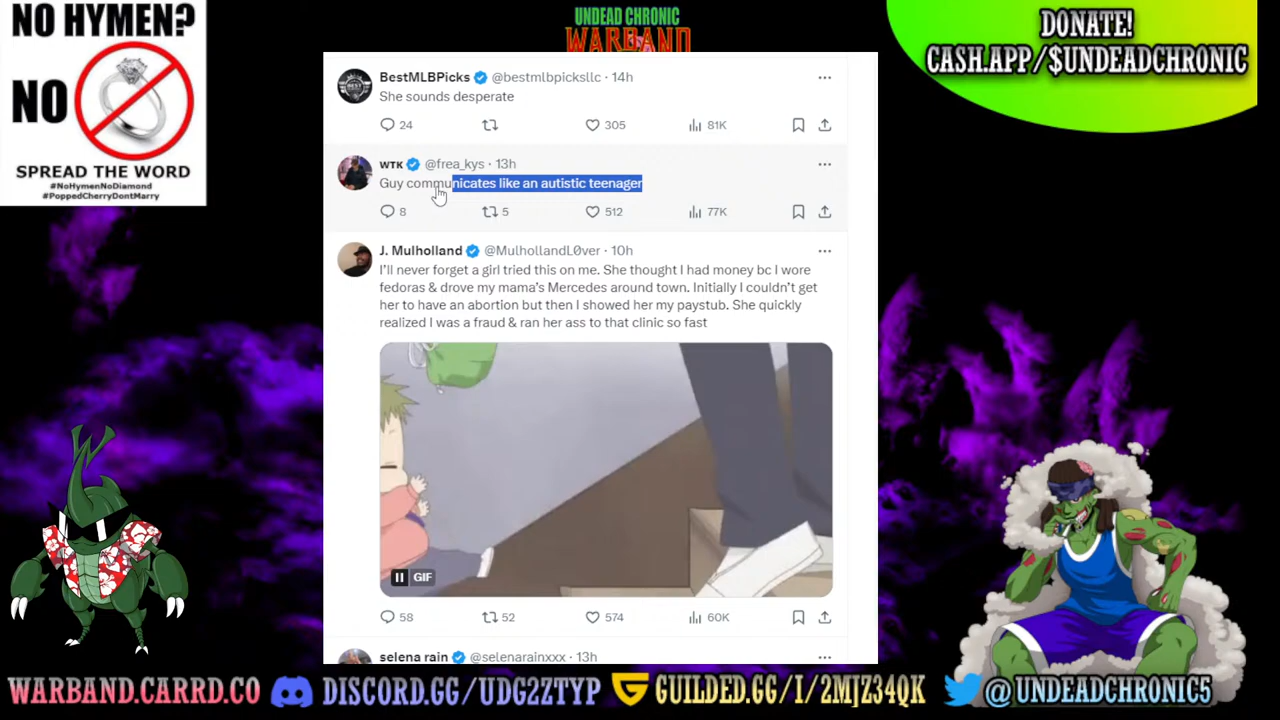 NO HYMEN?
NO
SPREAD THE WORD
#NoHymenNoDiamond
#PoppedCherryDontMarry
UNDEAD CHRONIC
WARBAND
DONATE!
CASH.APP/$UNDEADCHRONIC
BestMLBPicks @bestmlbpicksllc · 14h
She sounds desperate
24 305 81K
WTK @frea_kys · 13h
Guy communicates like an autistic teenager
8 5 512 77K
J. Mulholland @MulhollandL0ver · 10h
I'll never forget a girl tried this on me. She thought I had money bc I wore
fedoras & drove my mama's Mercedes around town. Initially I couldn't get
her to have an abortion but then I showed her my paystub. She quickly
realized I was a fraud & ran her ass to that clinic so fast
GIF
58 52 574 60K
selena rain @selenarainxxx · 13h
WARBAND.CARRD.CO DISCORD.GG/UDG2ZTYP GUILDED.GG/I/2MJZ34QK @UNDEADCHRONIC5